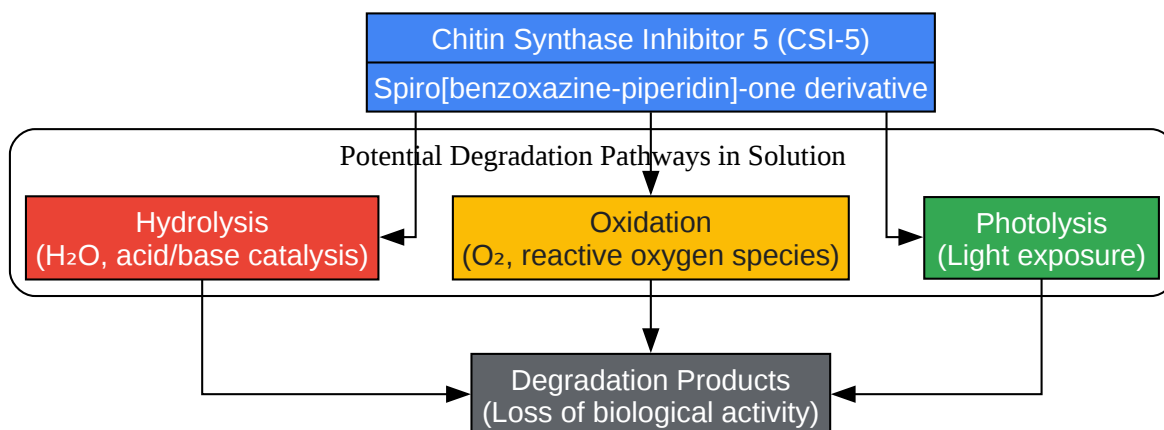 Chitin Synthase Inhibitor 5 (CSI-5)
Spiro[benzoxazine-piperidin]-one derivative
Potential Degradation Pathways in Solution
Hydrolysis
(H₂O, acid/base catalysis)
Oxidation
(O₂, reactive oxygen species)
Photolysis
(Light exposure)
Degradation Products
(Loss of biological activity)